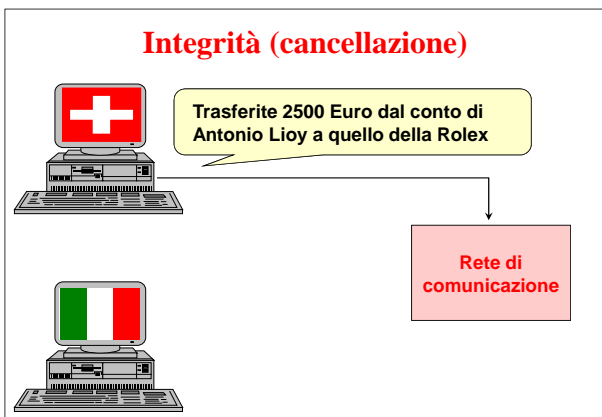 Integrità (cancellazione)
Trasferite 2500 Euro dal conto di
Antonio Lioy a quello della Rolex
Rete di
comunicazione